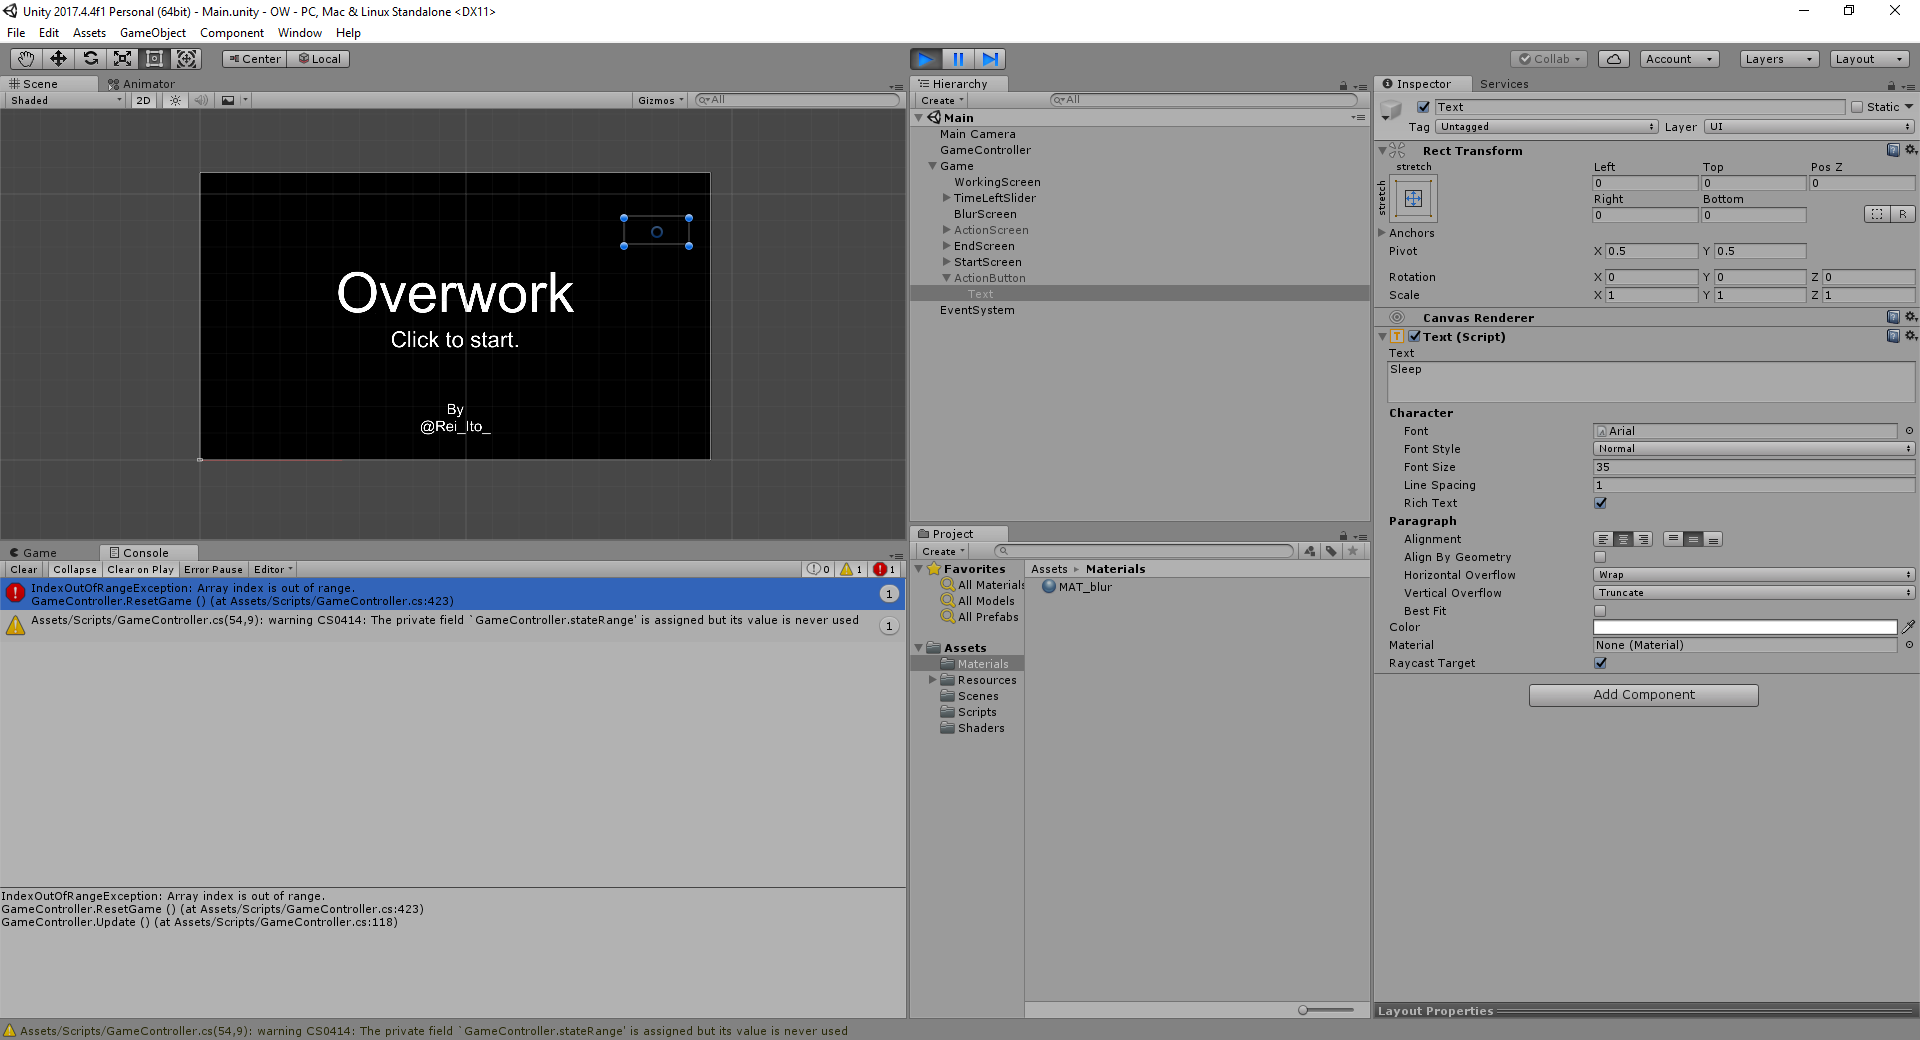 Unity 2017.4.4f1 Personal (64bit) - Main.unity - OW - PC, Mac & Linux Standalone <DX11>
File Edit Assets GameObject Component Window Help
Center Local
Collab Account Layers Layout
Scene Animator
Shaded 2D Gizmos All
Overwork
Click to start.
By
@Rei_Ito_
Game Console
Clear Collapse Clear on Play Error Pause Editor 0 1 1
IndexOutOfRangeException: Array index is out of range.
GameController.ResetGame () (at Assets/Scripts/GameController.cs:423)
1
Assets/Scripts/GameController.cs(54,9): warning CS0414: The private field `GameController.stateRange' is assigned but its value is never used
1
IndexOutOfRangeException: Array index is out of range.
GameController.ResetGame () (at Assets/Scripts/GameController.cs:423)
GameController.Update () (at Assets/Scripts/GameController.cs:118)
Assets/Scripts/GameController.cs(54,9): warning CS0414: The private field `GameController.stateRange' is assigned but its value is never used
Hierarchy
Create All
Main
Main Camera
GameController
Game
WorkingScreen
TimeLeftSlider
BlurScreen
ActionScreen
EndScreen
StartScreen
ActionButton
Text
EventSystem
Project
Create
Favorites
All Materials
All Models
All Prefabs
Assets
Materials
Resources
Scenes
Scripts
Shaders
Assets Materials
MAT_blur
Inspector Services
Text Static
Tag Untagged Layer UI
Rect Transform
stretch Left Top Pos Z
stretch
0 0 0
Right Bottom
0 0 R
Anchors
Pivot X 0.5 Y 0.5
Rotation X 0 Y 0 Z 0
Scale X 1 Y 1 Z 1
Canvas Renderer
T Text (Script)
Text
Sleep
Character
Font Arial
Font Style Normal
Font Size 35
Line Spacing 1
Rich Text
Paragraph
Alignment
Align By Geometry
Horizontal Overflow Wrap
Vertical Overflow Truncate
Best Fit
Color
Material None (Material)
Raycast Target
Add Component
Layout Properties